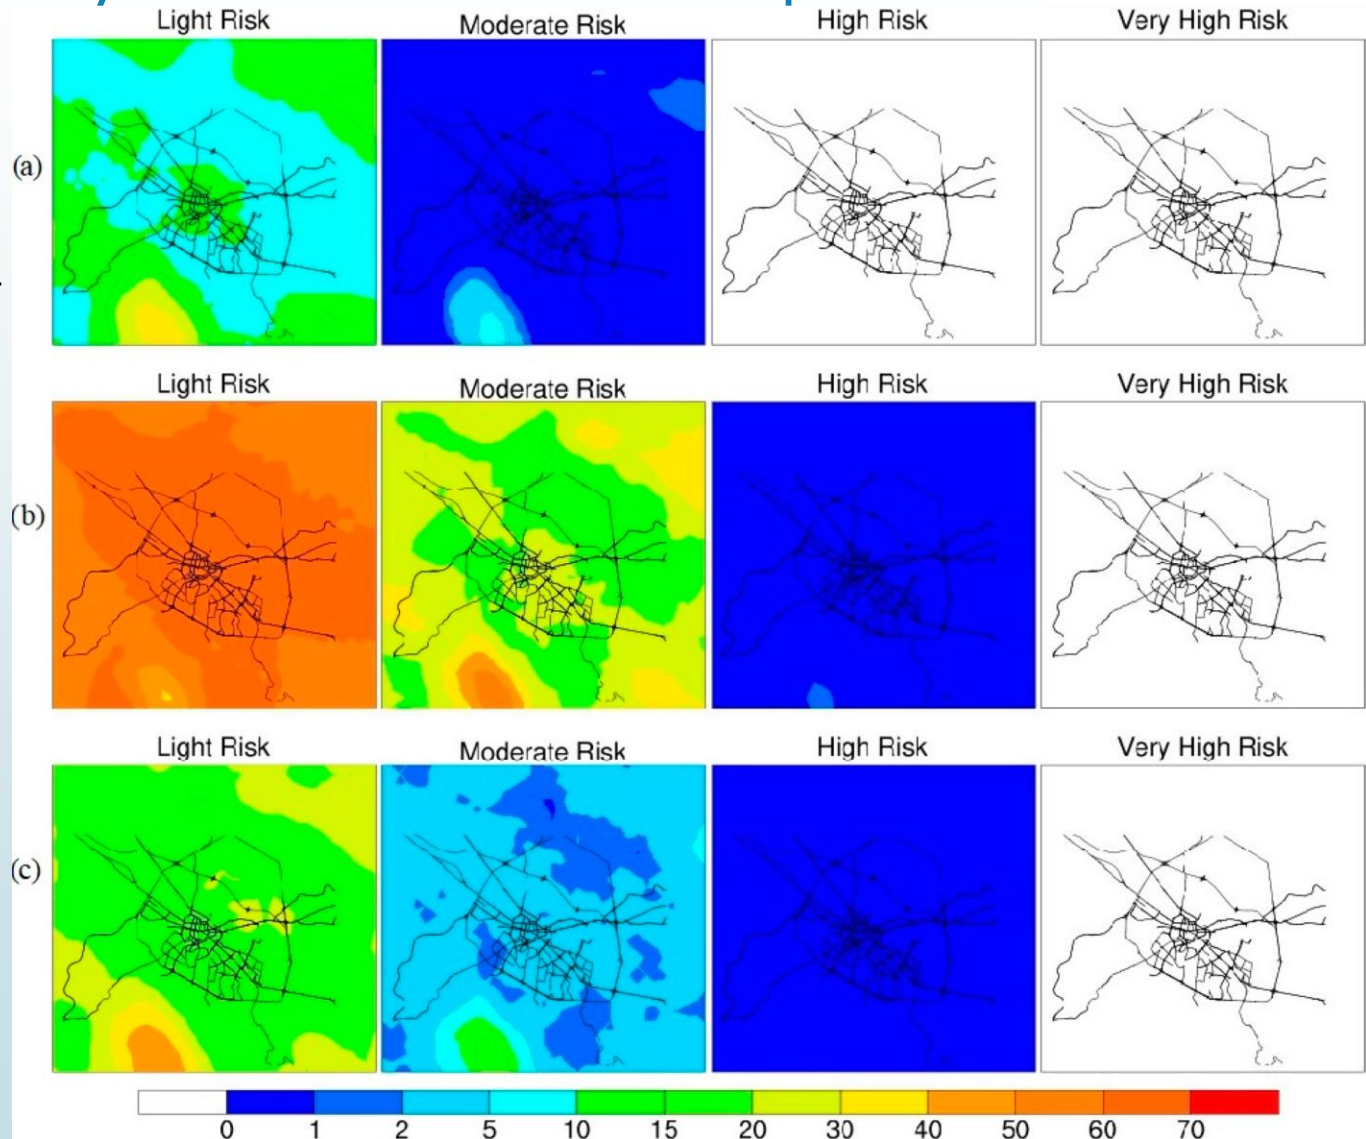 Light Risk Moderate Risk High Risk Very High Risk
(a)
Light Risk Moderate Risk High Risk Very High Risk
(b)
Light Risk Moderate Risk High Risk Very High Risk
(c)
0 1 2 5 10 15 20 30 40 50 60 70